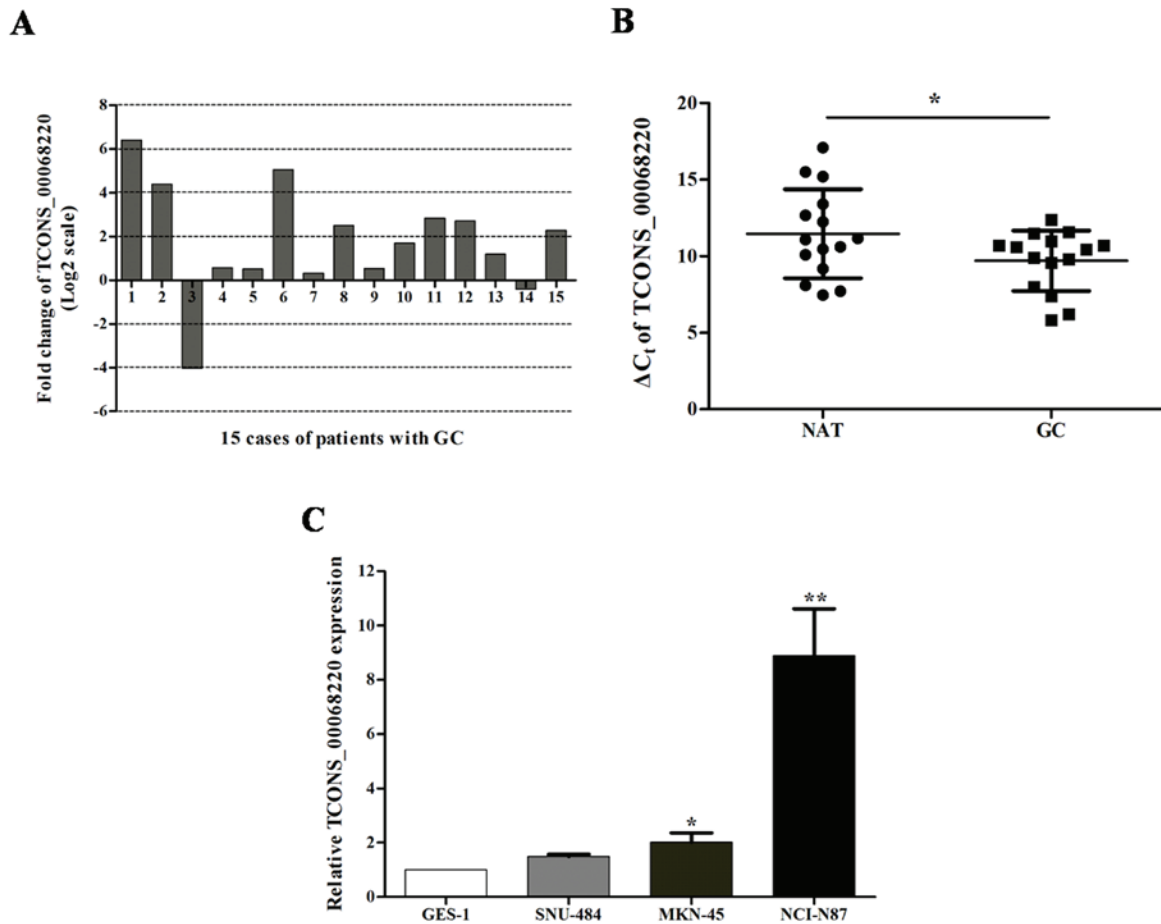 A
B
Fold change of TCONS_00068220
(Log2 scale)
8
6
4
2
0
-2
-4
-6
1 2 3 4 5 6 7 8 9 10 11 12 13 14 15
15 cases of patients with GC
ΔCt of TCONS_00068220
20
15
10
5
0
*
NAT GC
C
Relative TCONS_00068220 expression
12
10
8
6
4
2
0
*
**
GES-1 SNU-484 MKN-45 NCI-N87